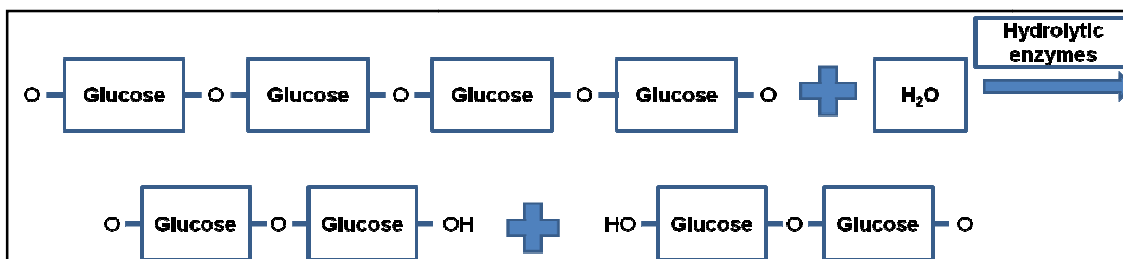 Hydrolytic
enzymes
O Glucose O Glucose O Glucose O Glucose O H₂O
O Glucose O Glucose OH HO Glucose O Glucose O